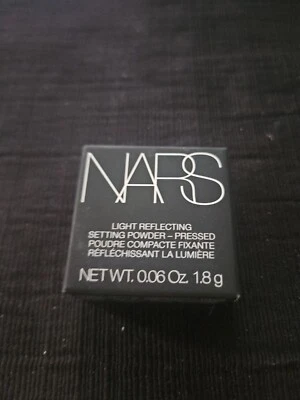 NARS
LIGHT REFLECTING
SETTING POWDER – PRESSED
POUDRE COMPACTE FIXANTE
RÉFLÉCHISSANT LA LUMIÈRE
NET WT. 0.06 Oz. 1.8 g